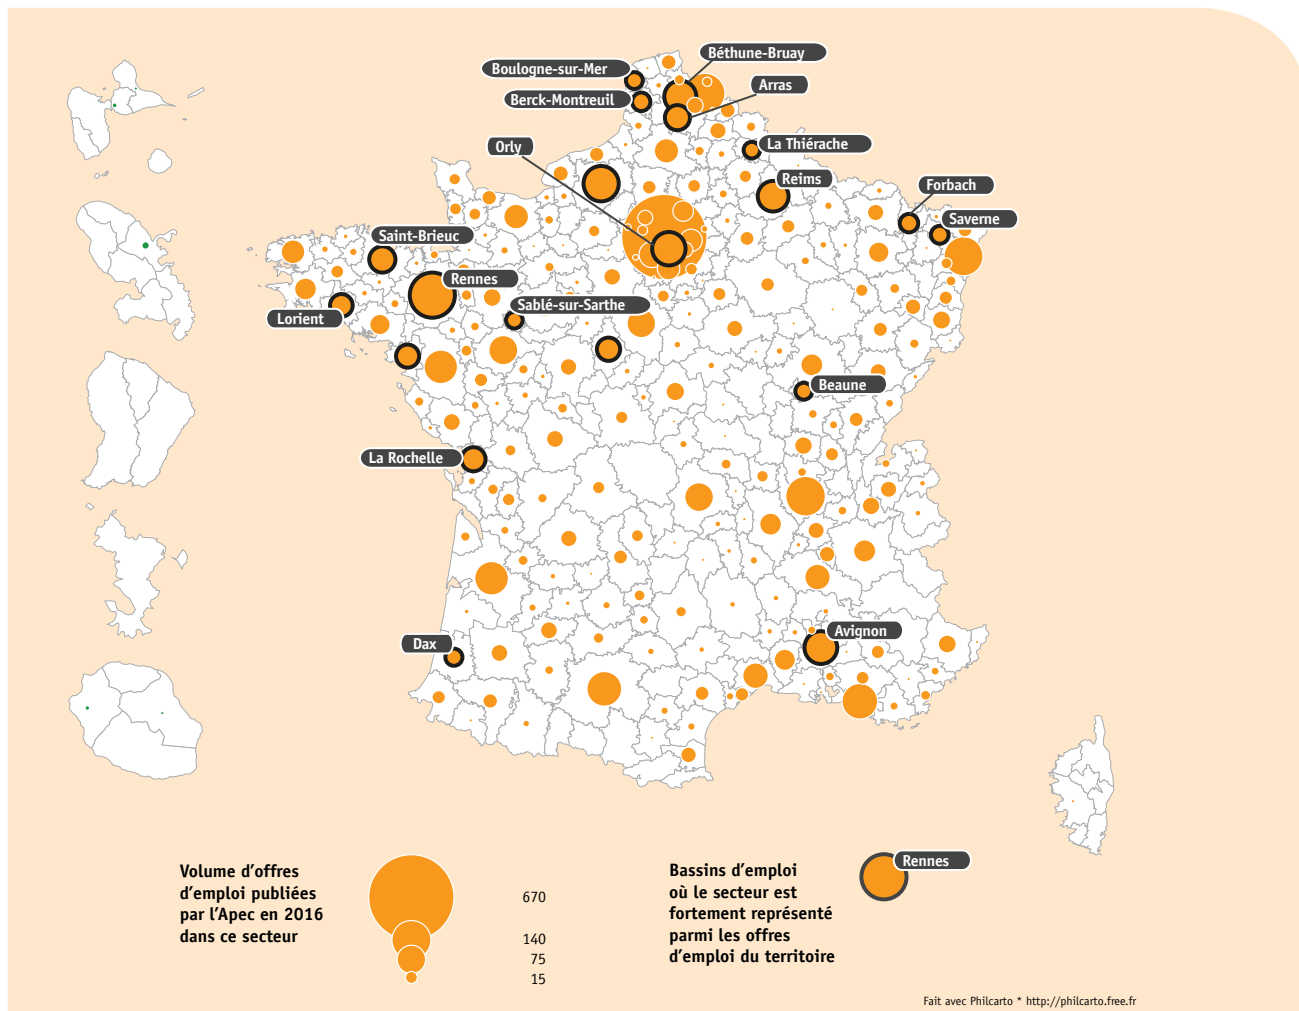 Béthune-Bruay
Boulogne-sur-Mer
Arras
Berck-Montreuil
Orly
La Thiérache
Reims
Forbach
Saverne
Saint-Brieuc
Rennes
Sablé-sur-Sarthe
Lorient
Beaune
La Rochelle
Avignon
Dax
Volume d'offres
d'emploi publiées
par l'Apec en 2016
dans ce secteur
670
140
75
15
Bassins d'emploi
où le secteur est
fortement représenté
parmi les offres
d'emploi du territoire
Rennes
Fait avec Philcarto * http://philcarto.free.fr